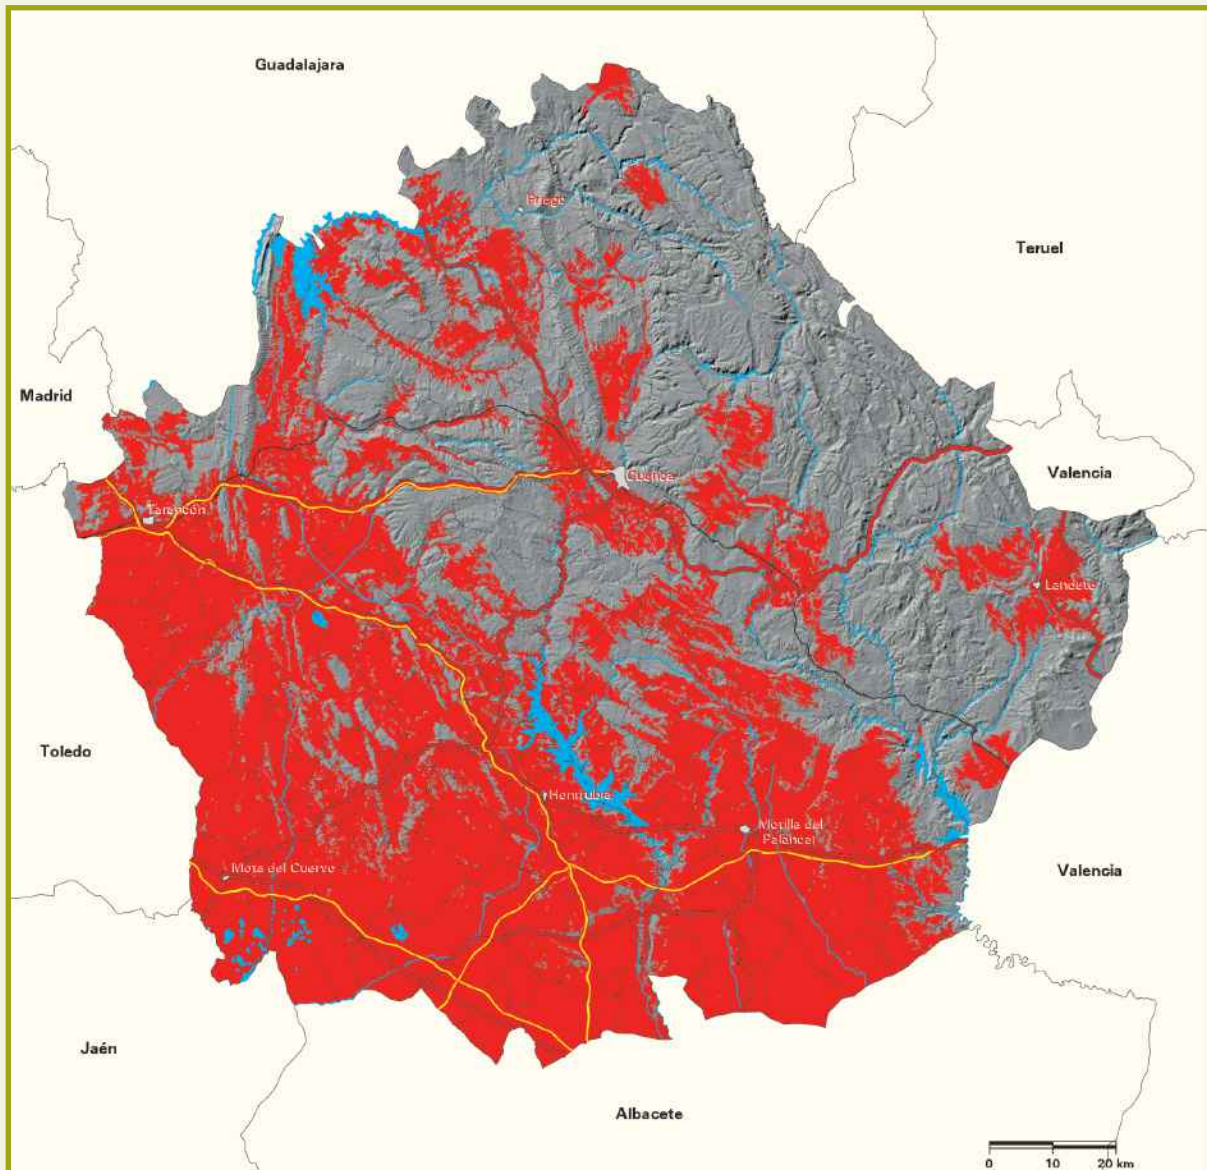 Guadalajara
Teruel
Priego
Madrid
Valencia
Cuenca
Tarancón
Landete
Toledo
Honrubia
Motilla del
Palancar
Mota del Cuervo
Valencia
Jaén
Albacete
0 10 20 km